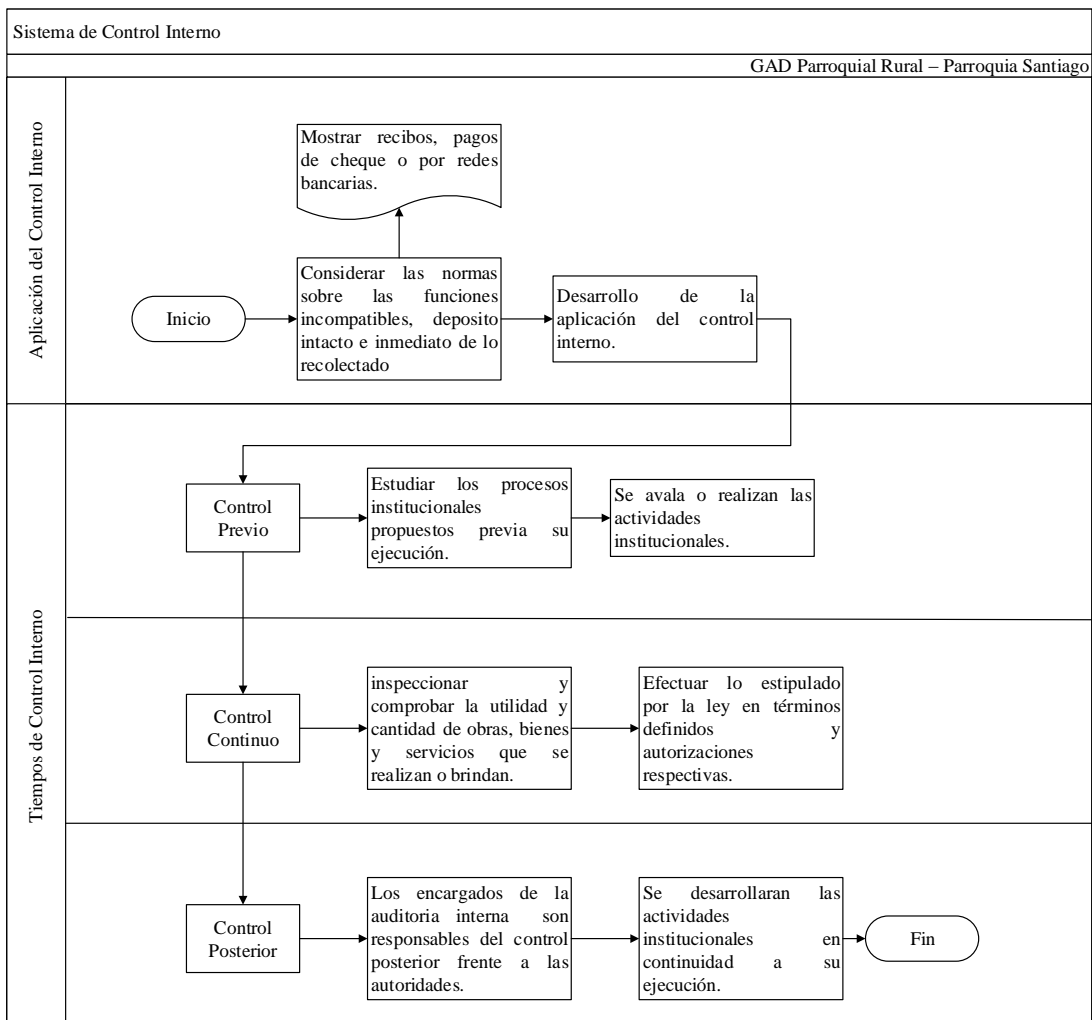 Sistema de Control Interno
GAD Parroquial Rural – Parroquia Santiago
Aplicación del Control Interno
Mostrar recibos, pagos
de cheque o por redes
bancarias.
Inicio
Considerar las normas
sobre las funciones
incompatibles, deposito
intacto e inmediato de lo
recolectado
Desarrollo de la
aplicación del control
interno.
Tiempos de Control Interno
Control
Previo
Estudiar los procesos
institucionales
propuestos previa su
ejecución.
Se avala o realizan las
actividades
institucionales.
Control
Continuo
inspeccionar y
comprobar la utilidad y
cantidad de obras, bienes
y servicios que se
realizan o brindan.
Efectuar lo estipulado
por la ley en términos
definidos y
autorizaciones
respectivas.
Control
Posterior
Los encargados de la
auditoria interna son
responsables del control
posterior frente a las
autoridades.
Se desarrollaran las
actividades
institucionales en
continuidad a su
ejecución.
Fin